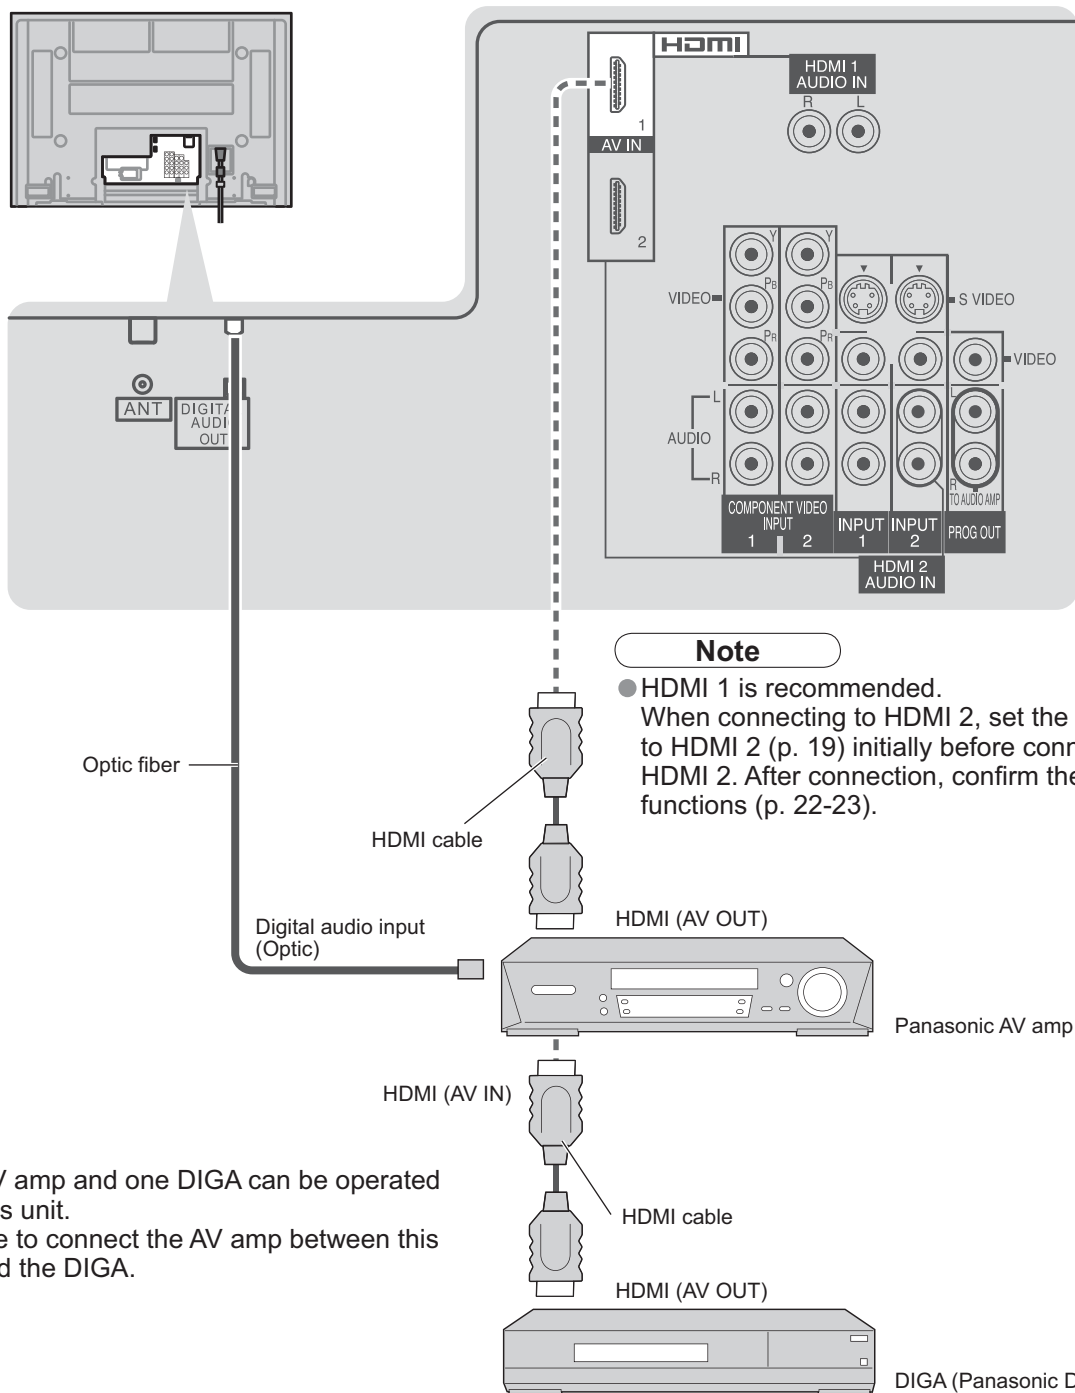 HDMI
HDMI 1
AUDIO IN
R L
1
AV IN
2
Y Y
PB PB
PR PR
VIDEO
S VIDEO
VIDEO
L
AUDIO
R
L
R
TO AUDIO AMP
COMPONENT VIDEO
INPUT
1 2
INPUT
1
INPUT
2
PROG OUT
HDMI 2
AUDIO IN
ANT
DIGITA
AUDI
OUT
Note
HDMI 1 is recommended.
When connecting to HDMI 2, set the
to HDMI 2 (p. 19) initially before conn
HDMI 2. After connection, confirm the
functions (p. 22-23).
Optic fiber
HDMI cable
Digital audio input
(Optic)
HDMI (AV OUT)
Panasonic AV amp
HDMI (AV IN)
V amp and one DIGA can be operated
s unit.
e to connect the AV amp between this
d the DIGA.
HDMI cable
HDMI (AV OUT)
DIGA (Panasonic D